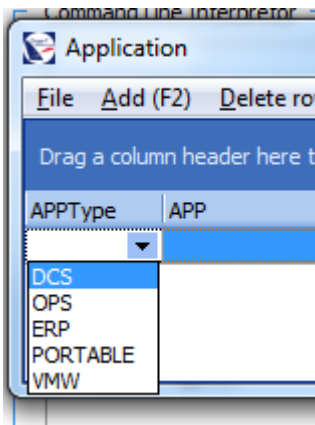 Command Line Interpretor
Application
File Add (F2) Delete ro
Drag a column header here t
APPType APP
DCS
OPS
ERP
PORTABLE
VMW